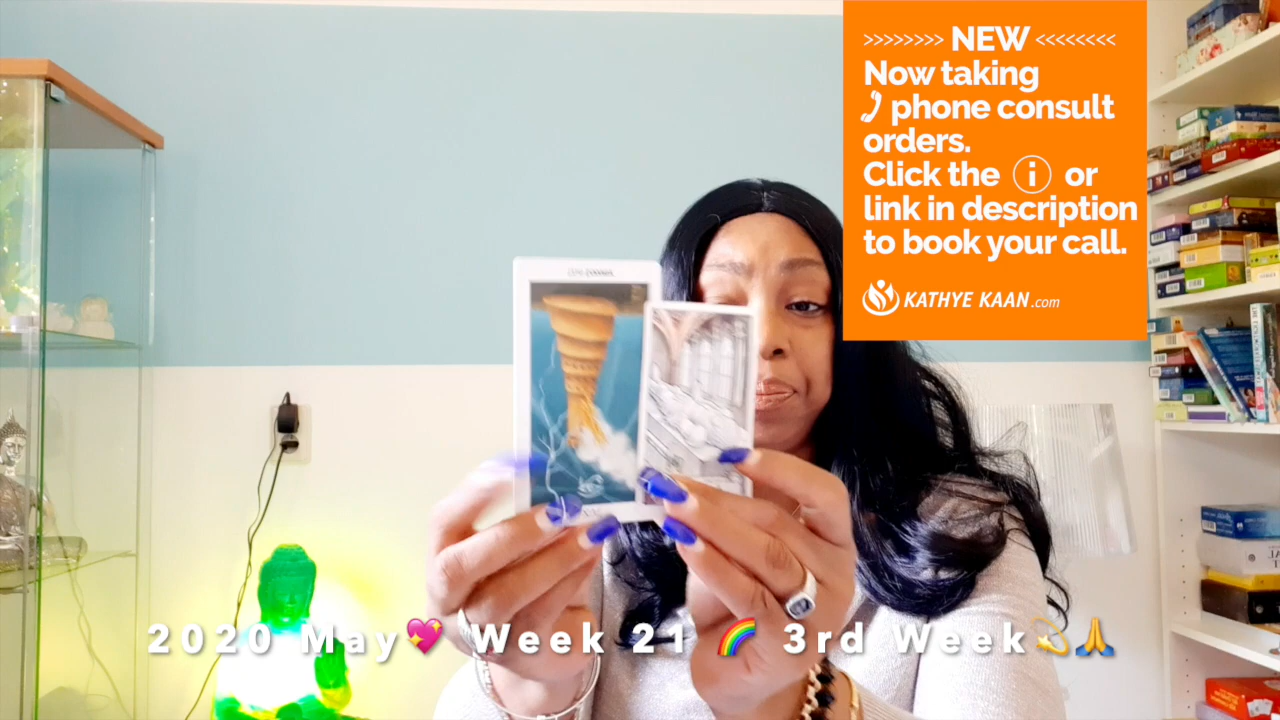 >>>>>>>> NEW <<<<<<<<
Now taking
phone consult
orders.
Click the ⓘ or
link in description
to book your call.
KATHYE KAAN.com
2020 May💖 Week 21 🌈 3rd Week💫🙏